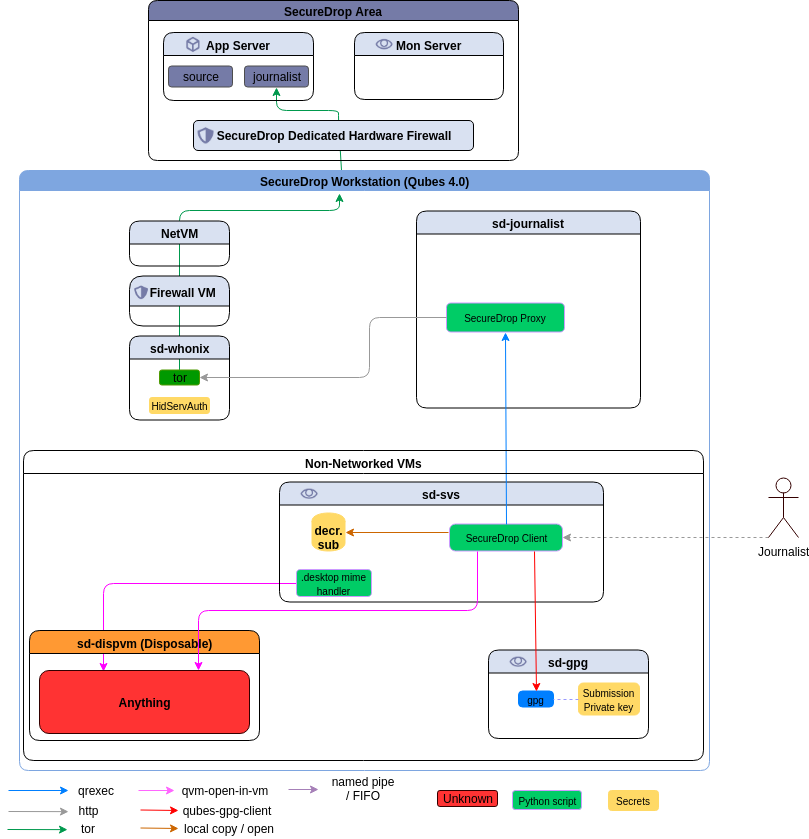 SecureDrop Area
App Server
Mon Server
source
journalist
SecureDrop Dedicated Hardware Firewall
SecureDrop Workstation (Qubes 4.0)
NetVM
sd-journalist
Firewall VM
SecureDrop Proxy
sd-whonix
tor
HidServAuth
Non-Networked VMs
sd-svs
decr.
sub
SecureDrop Client
Journalist
.desktop mime
handler
sd-dispvm (Disposable)
sd-gpg
Anything
gpg
Submission
Private key
qrexec
qvm-open-in-vm
named pipe
/ FIFO
Unknown
Python script
Secrets
http
qubes-gpg-client
tor
local copy / open